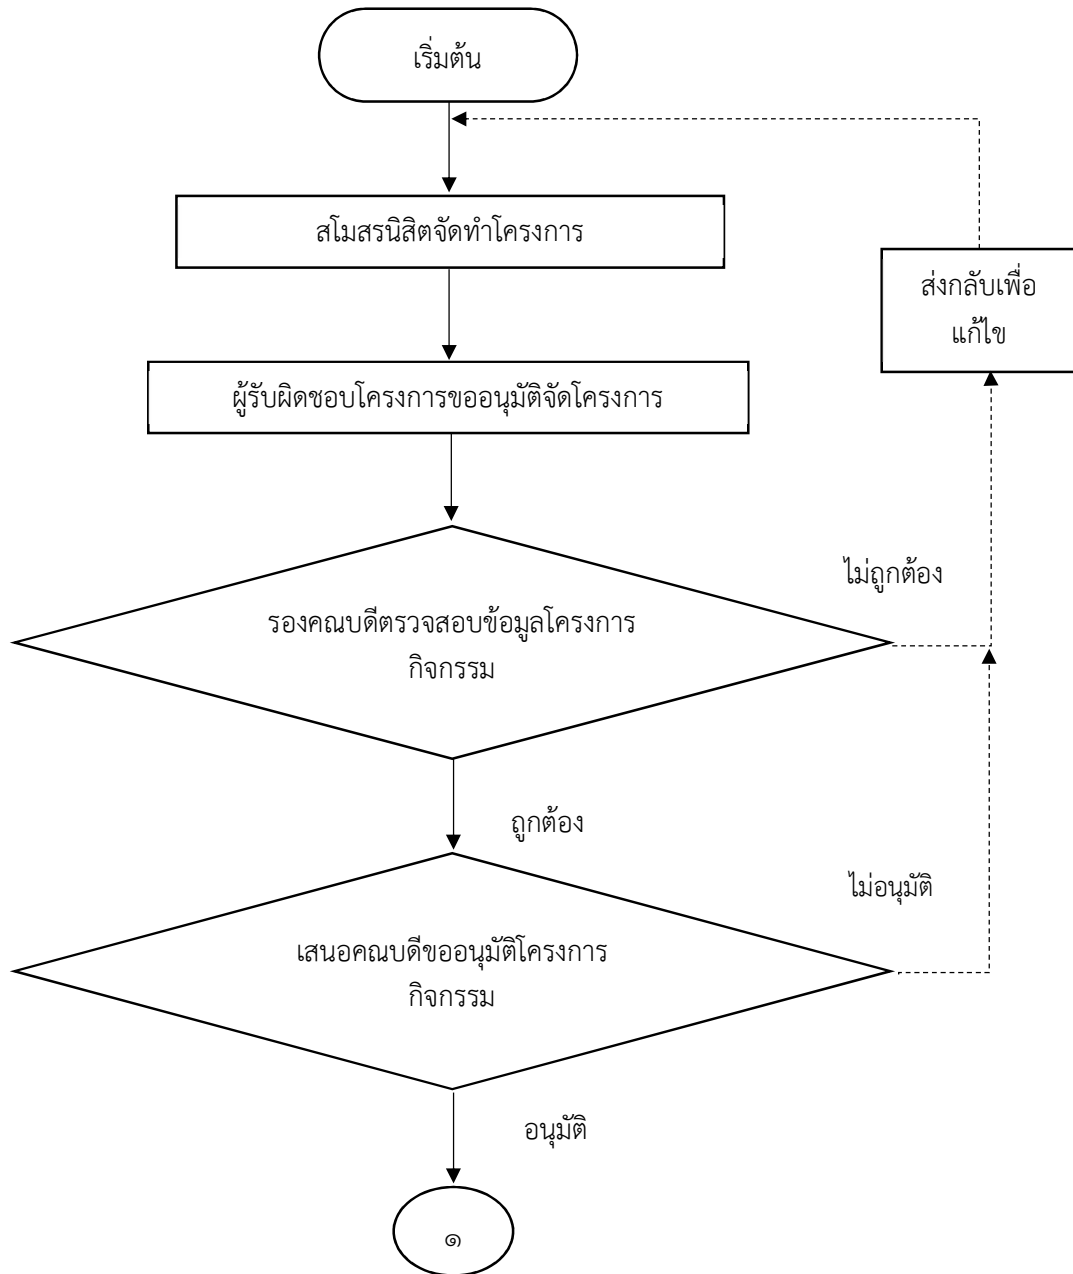 เริ่มต้น
สโมสรนิสิตจัดทำโครงการ
ส่งกลับเพื่อ
แก้ไข
ผู้รับผิดชอบโครงการขออนุมัติจัดโครงการ
ไม่ถูกต้อง
รองคณบดีตรวจสอบข้อมูลโครงการ
กิจกรรม
ถูกต้อง
ไม่อนุมัติ
เสนอคณบดีขออนุมัติโครงการ
กิจกรรม
อนุมัติ
๑